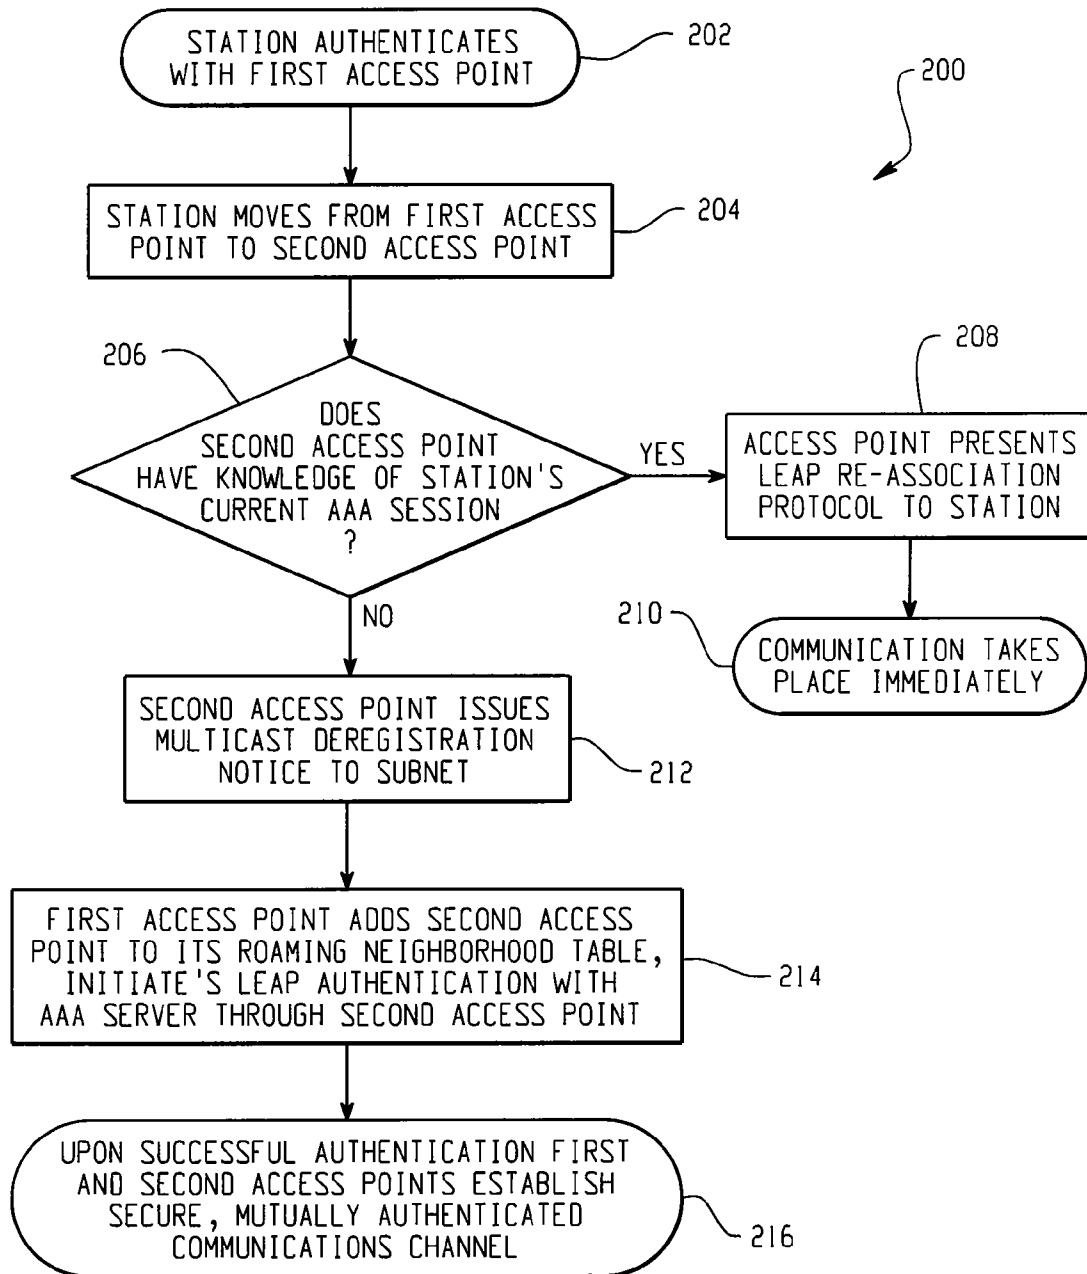 STATION AUTHENTICATES
WITH FIRST ACCESS POINT
202
200
STATION MOVES FROM FIRST ACCESS
POINT TO SECOND ACCESS POINT
204
206
DOES
SECOND ACCESS POINT
HAVE KNOWLEDGE OF STATION'S
CURRENT AAA SESSION
?
YES
208
ACCESS POINT PRESENTS
LEAP RE-ASSOCIATION
PROTOCOL TO STATION
NO
210
COMMUNICATION TAKES
PLACE IMMEDIATELY
SECOND ACCESS POINT ISSUES
MULTICAST DEREGISTRATION
NOTICE TO SUBNET
212
FIRST ACCESS POINT ADDS SECOND ACCESS
POINT TO ITS ROAMING NEIGHBORHOOD TABLE,
INITIATE'S LEAP AUTHENTICATION WITH
AAA SERVER THROUGH SECOND ACCESS POINT
214
UPON SUCCESSFUL AUTHENTICATION FIRST
AND SECOND ACCESS POINTS ESTABLISH
SECURE, MUTUALLY AUTHENTICATED
COMMUNICATIONS CHANNEL
216